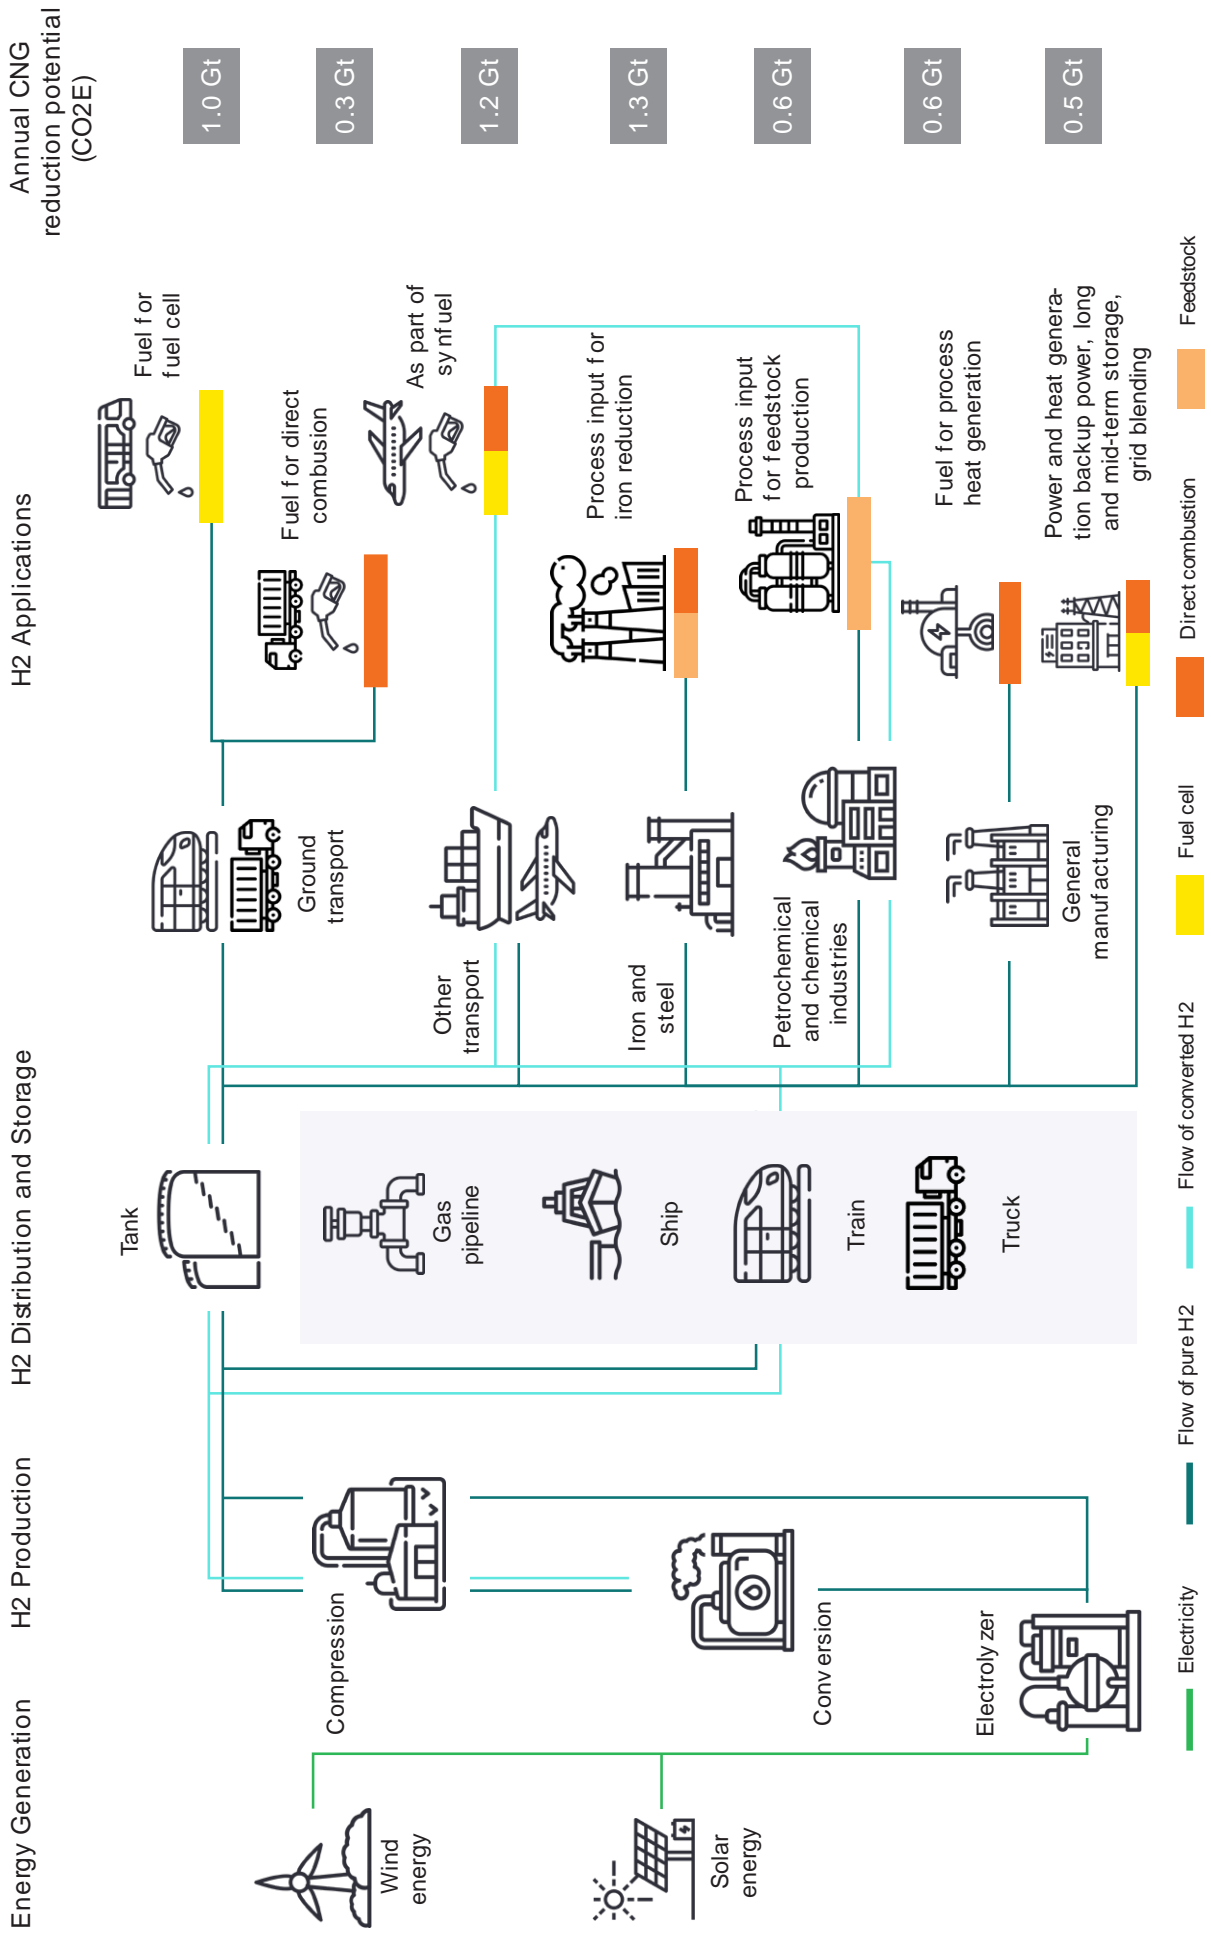 Energy Generation
H2 Production
H2 Distribution and Storage
H2 Applications
Annual CNG
reduction potential
(CO2E)
Wind
energy
Solar
energy
Compression
Conversion
Electrolyzer
Tank
Gas
pipeline
Ship
Train
Truck
Ground
transport
Other
transport
Iron and
steel
Petrochemical
and chemical
industries
General
manufacturing
Fuel for
fuel cell
Fuel for direct
combusion
As part of
synfuel
Process input for
iron reduction
Process input
for feedstock
production
Fuel for process
heat generation
Power and heat genera-
tion backup power, long
and mid-term storage,
grid blending
1.0 Gt
0.3 Gt
1.2 Gt
1.3 Gt
0.6 Gt
0.6 Gt
0.5 Gt
Electricity
Flow of pure H2
Flow of converted H2
Fuel cell
Direct combustion
Feedstock